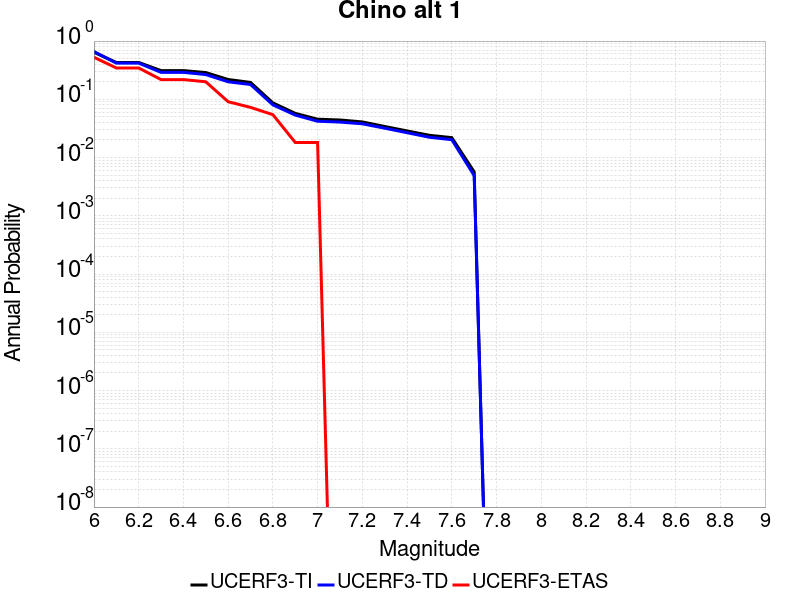 Chino alt 1
10^0
10^-1
10^-2
10^-3
10^-4
10^-5
10^-6
10^-7
10^-8
Annual Probability
6 6.2 6.4 6.6 6.8 7 7.2 7.4 7.6 7.8 8 8.2 8.4 8.6 8.8 9
Magnitude
UCERF3-TI UCERF3-TD UCERF3-ETAS